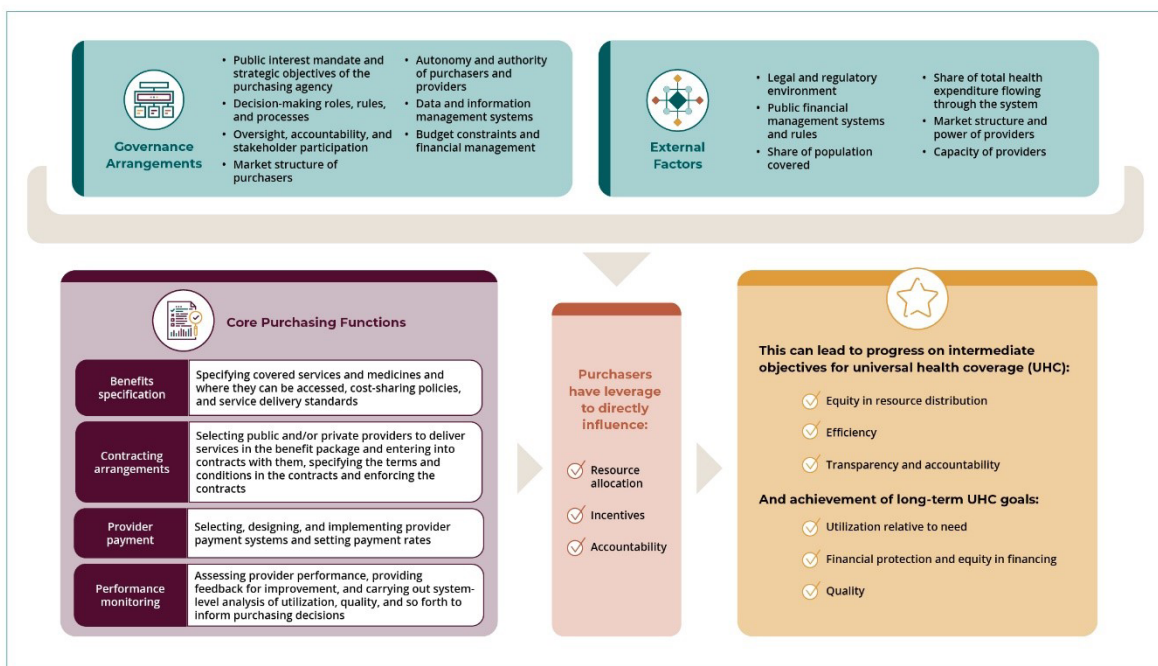 Governance
Arrangements
• Public interest mandate and
strategic objectives of the
purchasing agency
• Decision-making roles, rules,
and processes
• Oversight, accountability, and
stakeholder participation
• Market structure of
purchasers
• Autonomy and authority
of purchasers and
providers
• Data and information
management systems
• Budget constraints and
financial management
External
Factors
• Legal and regulatory
environment
• Public financial
management systems
and rules
• Share of population
covered
• Share of total health
expenditure flowing
through the system
• Market structure and
power of providers
• Capacity of providers
Core Purchasing Functions
Benefits
specification
Specifying covered services and medicines and
where they can be accessed, cost-sharing policies,
and service delivery standards
Contracting
arrangements
Selecting public and/or private providers to deliver
services in the benefit package and entering into
contracts with them, specifying the terms and
conditions in the contracts and enforcing the
contracts
Provider
payment
Selecting, designing, and implementing provider
payment systems and setting payment rates
Performance
monitoring
Assessing provider performance, providing
feedback for improvement, and carrying out system-
level analysis of utilization, quality, and so forth to
inform purchasing decisions
Purchasers
have leverage
to directly
influence:
Resource
allocation
Incentives
Accountability
This can lead to progress on intermediate
objectives for universal health coverage (UHC):
Equity in resource distribution
Efficiency
Transparency and accountability
And achievement of long-term UHC goals:
Utilization relative to need
Financial protection and equity in financing
Quality